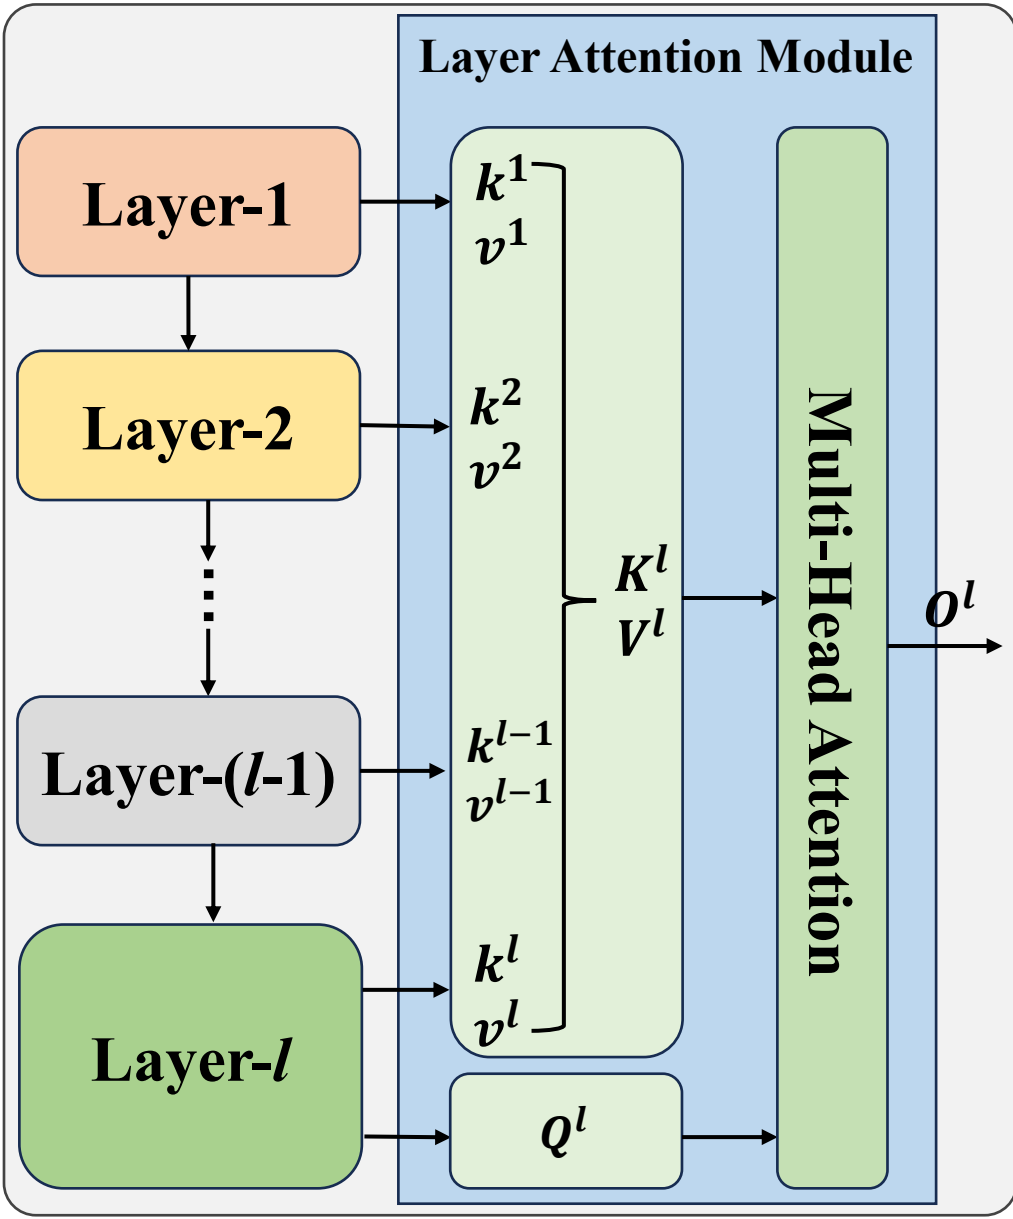 Layer Attention Module
Layer-1
k¹
v¹
Layer-2
k²
v²
Kˡ
Vˡ
Multi-Head Attention
Oˡ
Layer-(l-1)
kˡ⁻¹
vˡ⁻¹
Layer-l
kˡ
vˡ
Qˡ